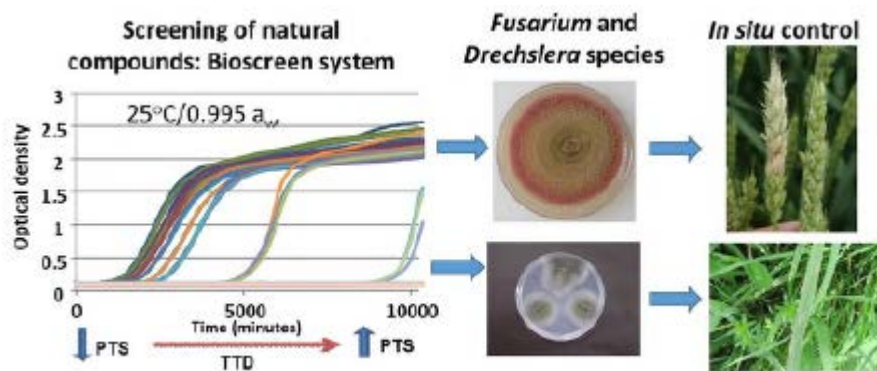 Screening of natural
compounds: Bioscreen system
Fusarium and
Drechslera species
In situ control
25°C/0.995 a_w
Optical density
3
2.5
2
1.5
1
0.5
0
0
5000
10000
Time (minutes)
PTS
TTD
PTS